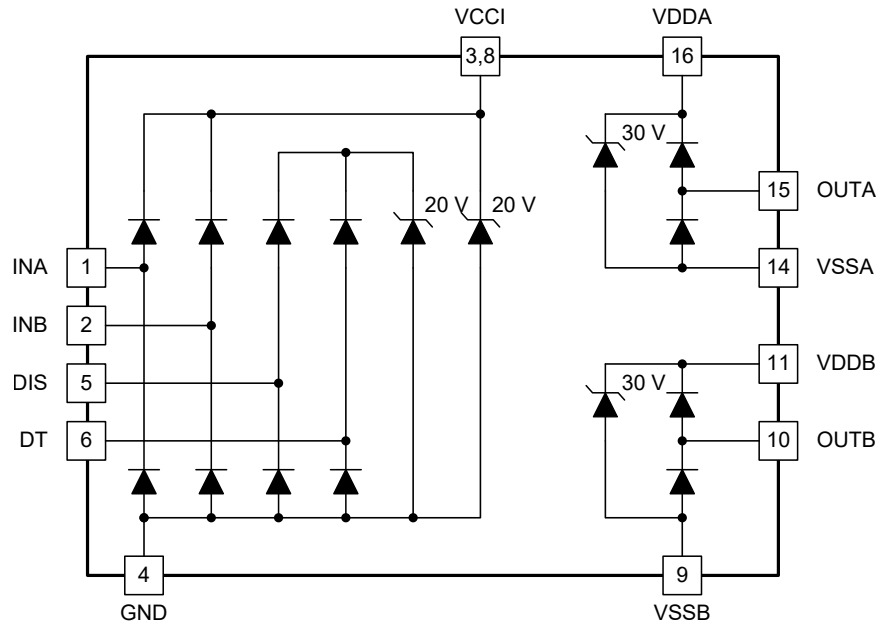 VCCI
VDDA
3,8
16
30 V
15
OUTA
20 V
20 V
INA
1
14
VSSA
INB
2
11
VDDB
DIS
5
30 V
DT
6
10
OUTB
4
9
GND
VSSB